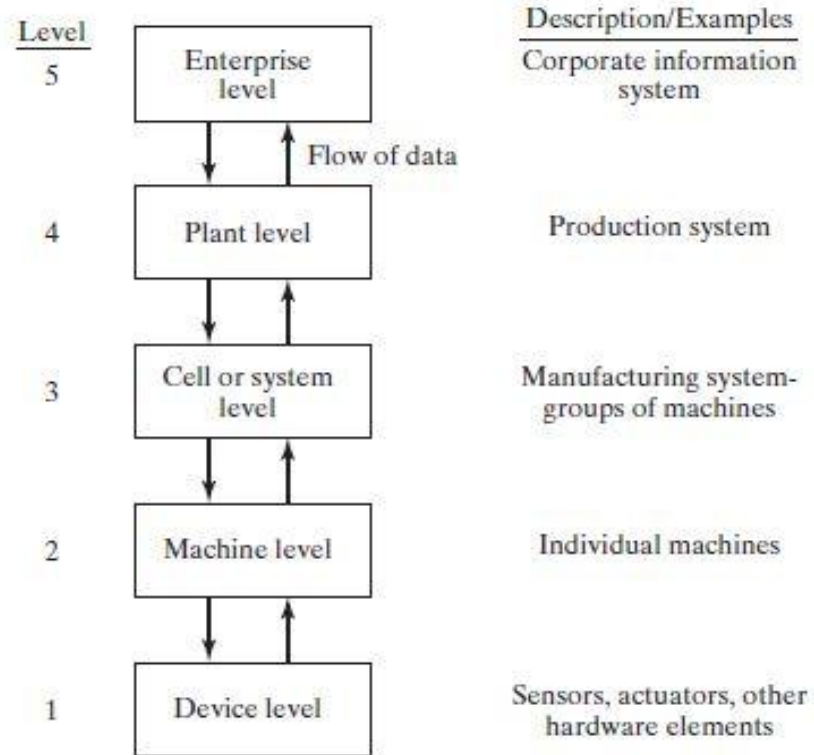 Level
Description/Examples
5
Enterprise
level
Corporate information
system
Flow of data
4
Plant level
Production system
3
Cell or system
level
Manufacturing system-
groups of machines
2
Machine level
Individual machines
1
Device level
Sensors, actuators, other
hardware elements